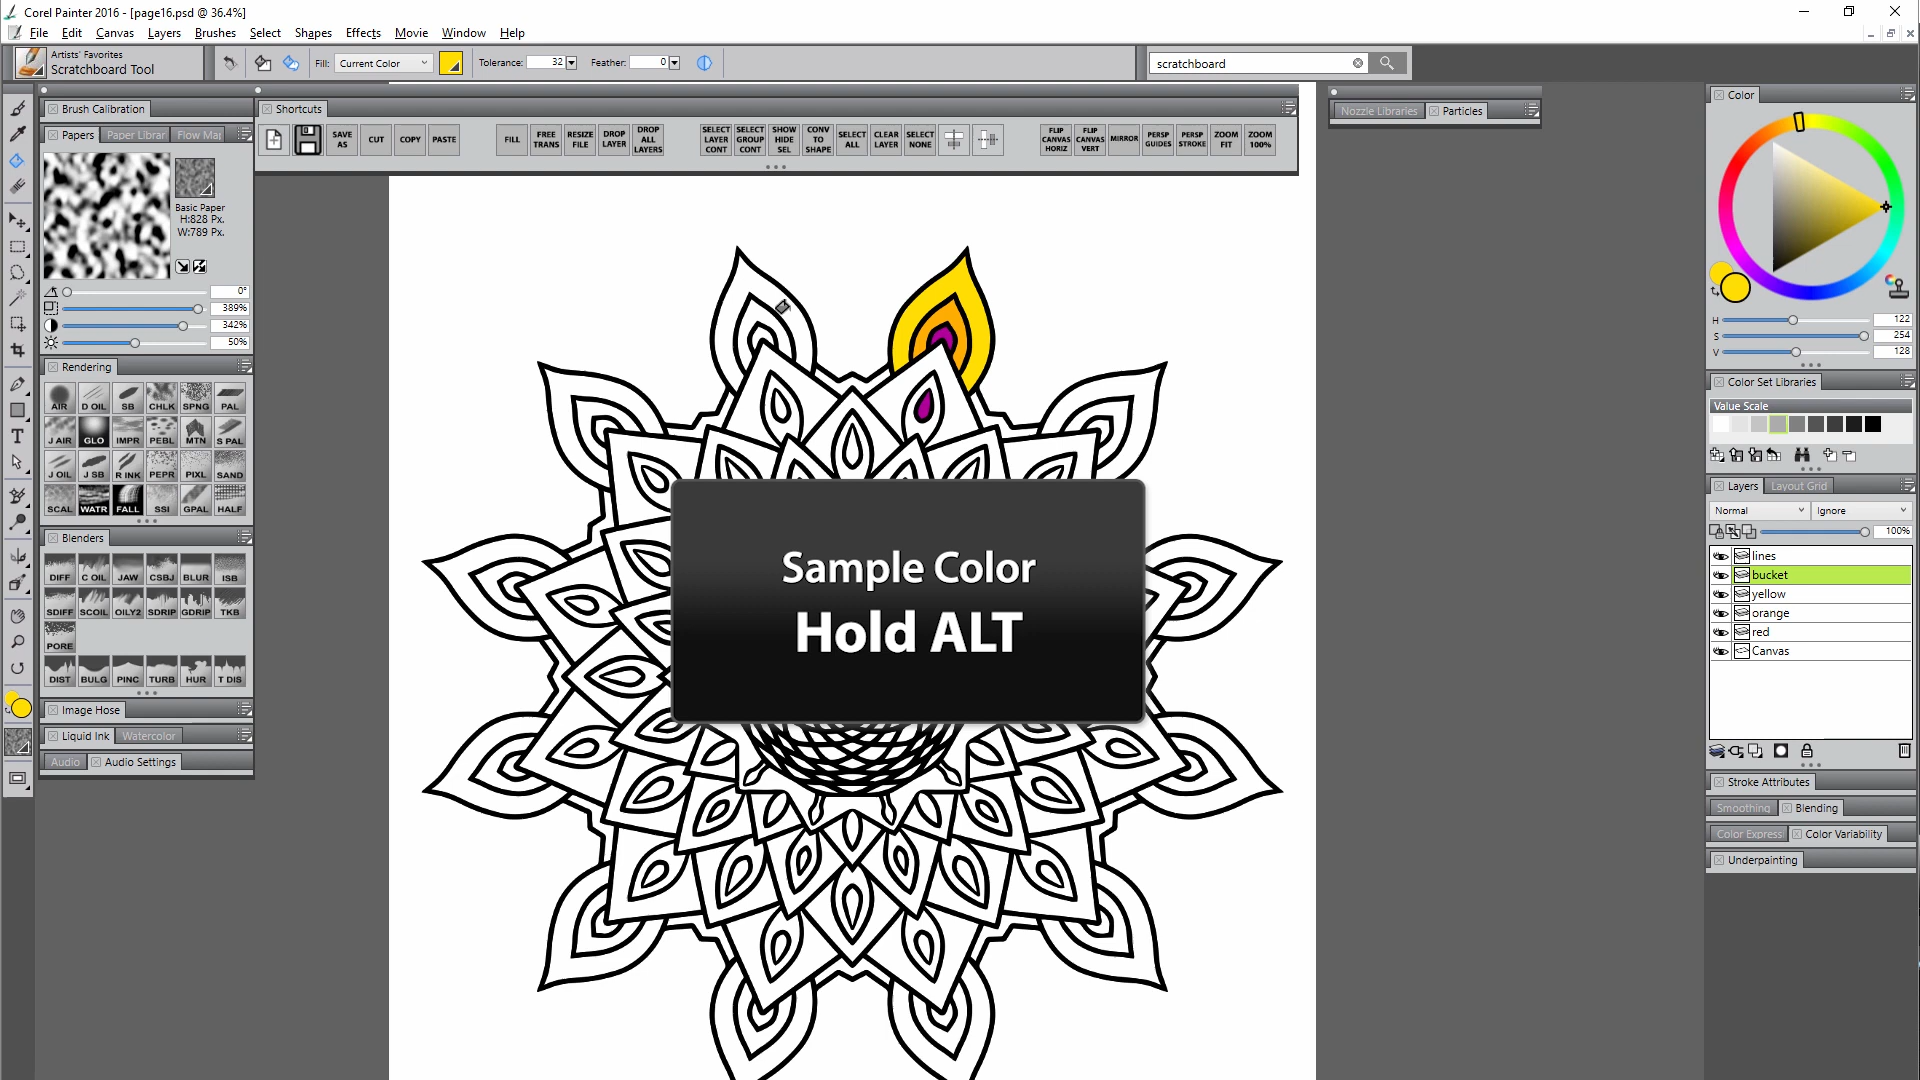 Corel Painter 2016 - [page16.psd @ 36.4%]
File Edit Canvas Layers Brushes Select Shapes Effects Movie Window Help
Artists' Favorites
Scratchboard Tool
Fill: Current Color
Tolerance: 32
Feather: 0
scratchboard
Brush Calibration
Shortcuts
Nozzle Libraries Particles
Color
Papers Paper Librar Flow Map
SAVE AS
CUT
COPY
PASTE
FILL
FREE TRANS
RESIZE FILE
DROP LAYER
DROP ALL LAYERS
SELECT LAYER CONT
SELECT GROUP CONT
SHOW HIDE SEL
CONV TO SHAPE
SELECT ALL
CLEAR LAYER
SELECT NONE
FLIP CANVAS HORIZ
FLIP CANVAS VERT
MIRROR
PERSP GUIDES
PERSP STROKE
ZOOM FIT
ZOOM 100%
Basic Paper
H:828 Px.
W:789 Px.
0°
389%
342%
50%
Rendering
AIR D OIL SB CHLK SPNG PAL
J AIR GLO IMPR PEBL MTN S PAL
J OIL J SB R INK PEPR PIXL SAND
SCAL WATR FALL SSI GPAL HALF
Blenders
DIFF C OIL JAW CSBJ BLUR ISB
SDIFF SCOIL OILY2 SDRIP GDRIP TKB
PORE
DIST BULG PINC TURB HUR T DIS
Image Hose
Liquid Ink Watercolor
Audio Audio Settings
T
Sample Color
Hold ALT
H 122
S 254
V 128
Color Set Libraries
Value Scale
Layers Layout Grid
Normal Ignore
100%
lines
bucket
yellow
orange
red
Canvas
Stroke Attributes
Smoothing Blending
Color Express Color Variability
Underpainting